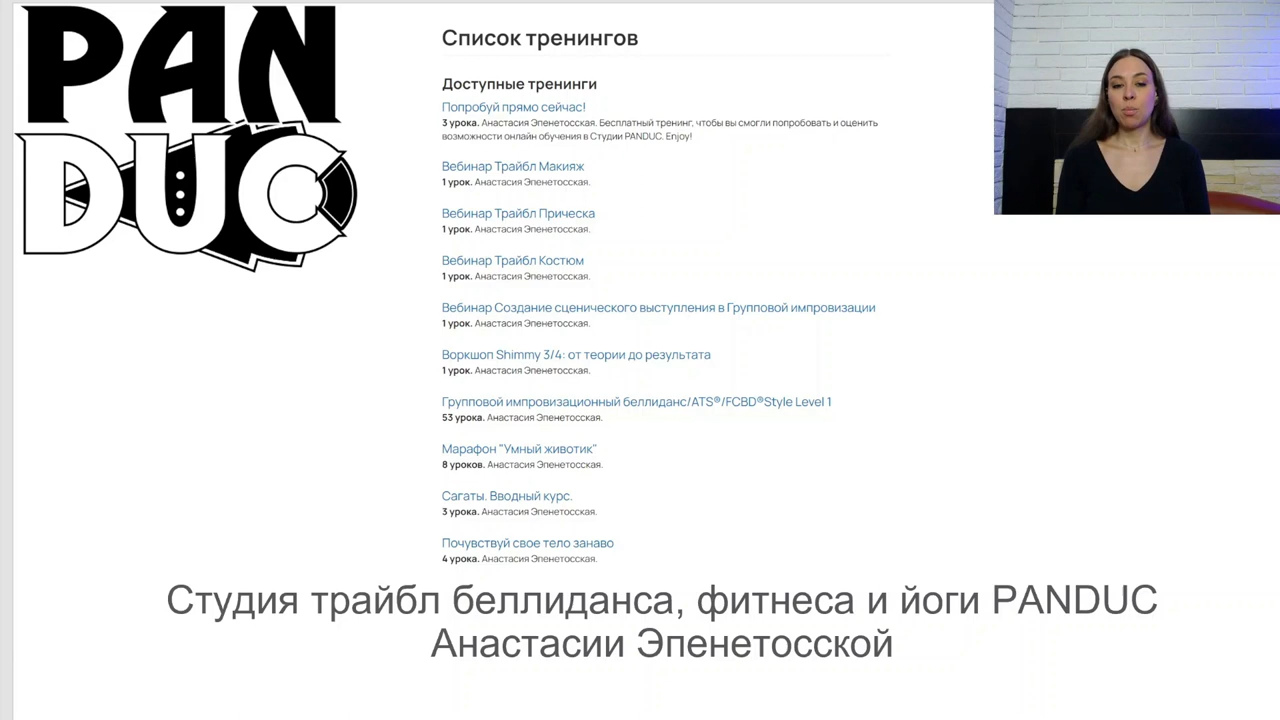 PAN
DUC
Список тренингов
Доступные тренинги
Попробуй прямо сейчас!
3 урока. Анастасия Эпенетосская. Бесплатный тренинг, чтобы вы смогли попробовать и оценить
возможности онлайн обучения в Студии PANDUC. Enjoy!
Вебинар Трайбл Макияж
1 урок. Анастасия Эпенетосская.
Вебинар Трайбл Прическа
1 урок. Анастасия Эпенетосская.
Вебинар Трайбл Костюм
1 урок. Анастасия Эпенетосская.
Вебинар Создание сценического выступления в Групповой импровизации
1 урок. Анастасия Эпенетосская.
Воркшоп Shimmy 3/4: от теории до результата
1 урок. Анастасия Эпенетосская.
Групповой импровизационный беллиданс/ATS®/FCBD®Style Level 1
53 урока. Анастасия Эпенетосская.
Марафон "Умный животик"
8 уроков. Анастасия Эпенетосская.
Сагаты. Вводный курс.
3 урока. Анастасия Эпенетосская.
Почувствуй свое тело заново
4 урока. Анастасия Эпенетосская.
Студия трайбл беллиданса, фитнеса и йоги PANDUC
Анастасии Эпенетосской